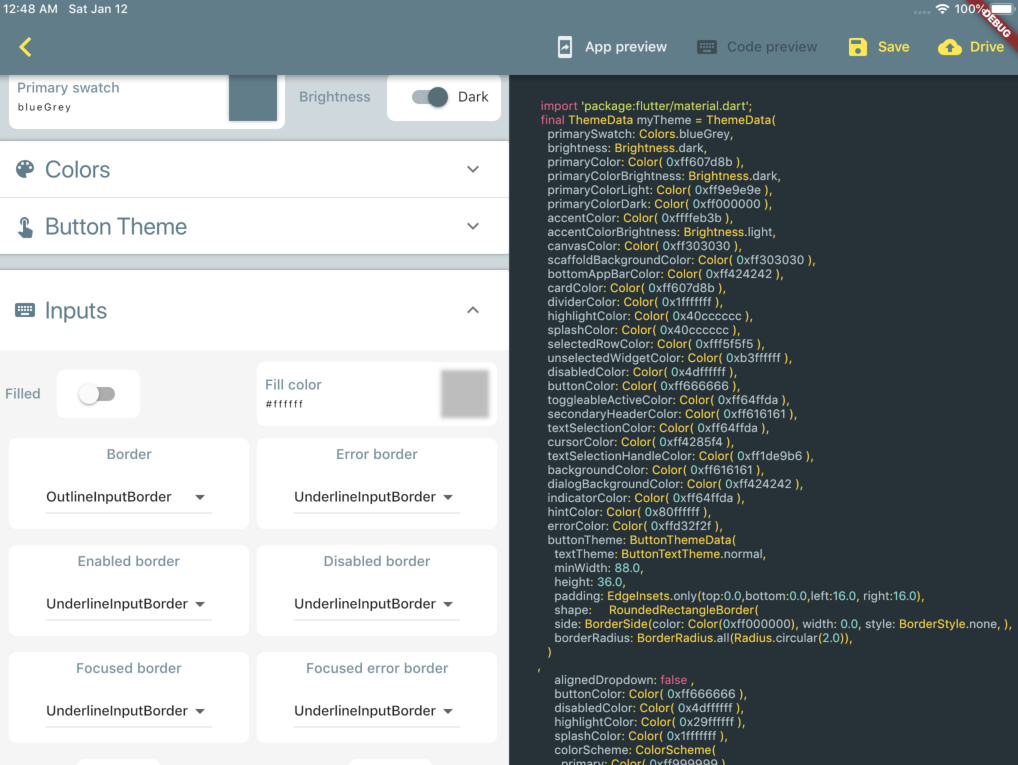 12:48 AM Sat Jan 12
100%
DEBUG
App preview
Code preview
Save
Drive
Primary swatch
blueGrey
Brightness
Dark
Colors
Button Theme
Inputs
Filled
Fill color
#ffffff
Border
Error border
OutlineInputBorder
UnderlineInputBorder
Enabled border
Disabled border
UnderlineInputBorder
UnderlineInputBorder
Focused border
Focused error border
UnderlineInputBorder
UnderlineInputBorder
import 'package:flutter/material.dart';
final ThemeData myTheme = ThemeData(
primarySwatch: Colors.blueGrey,
brightness: Brightness.dark,
primaryColor: Color( 0xff607d8b ),
primaryColorBrightness: Brightness.dark,
primaryColorLight: Color( 0xff9e9e9e ),
primaryColorDark: Color( 0xff000000 ),
accentColor: Color( 0xffffeb3b ),
accentColorBrightness: Brightness.light,
canvasColor: Color( 0xff303030 ),
scaffoldBackgroundColor: Color( 0xff303030 ),
bottomAppBarColor: Color( 0xff424242 ),
cardColor: Color( 0xff607d8b ),
dividerColor: Color( 0x1fffffff ),
highlightColor: Color( 0x40cccccc ),
splashColor: Color( 0x40cccccc ),
selectedRowColor: Color( 0xfff5f5f5 ),
unselectedWidgetColor: Color( 0xb3ffffff ),
disabledColor: Color( 0x4dffffff ),
buttonColor: Color( 0xff666666 ),
toggleableActiveColor: Color( 0xff64ffda ),
secondaryHeaderColor: Color( 0xff616161 ),
textSelectionColor: Color( 0xff64ffda ),
cursorColor: Color( 0xff4285f4 ),
textSelectionHandleColor: Color( 0xff1de9b6 ),
backgroundColor: Color( 0xff616161 ),
dialogBackgroundColor: Color( 0xff424242 ),
indicatorColor: Color( 0xff64ffda ),
hintColor: Color( 0x80ffffff ),
errorColor: Color( 0xffd32f2f ),
buttonTheme: ButtonThemeData(
textTheme: ButtonTextTheme.normal,
minWidth: 88.0,
height: 36.0,
padding: EdgeInsets.only(top:0.0,bottom:0.0,left:16.0, right:16.0),
shape: RoundedRectangleBorder(
side: BorderSide(color: Color(0xff000000), width: 0.0, style: BorderStyle.none, ),
borderRadius: BorderRadius.all(Radius.circular(2.0)),
)
,
alignedDropdown: false ,
buttonColor: Color( 0xff666666 ),
disabledColor: Color( 0x4dffffff ),
highlightColor: Color( 0x29ffffff ),
splashColor: Color( 0x1fffffff ),
colorScheme: ColorScheme(
primary: Color( 0xff999999 ),